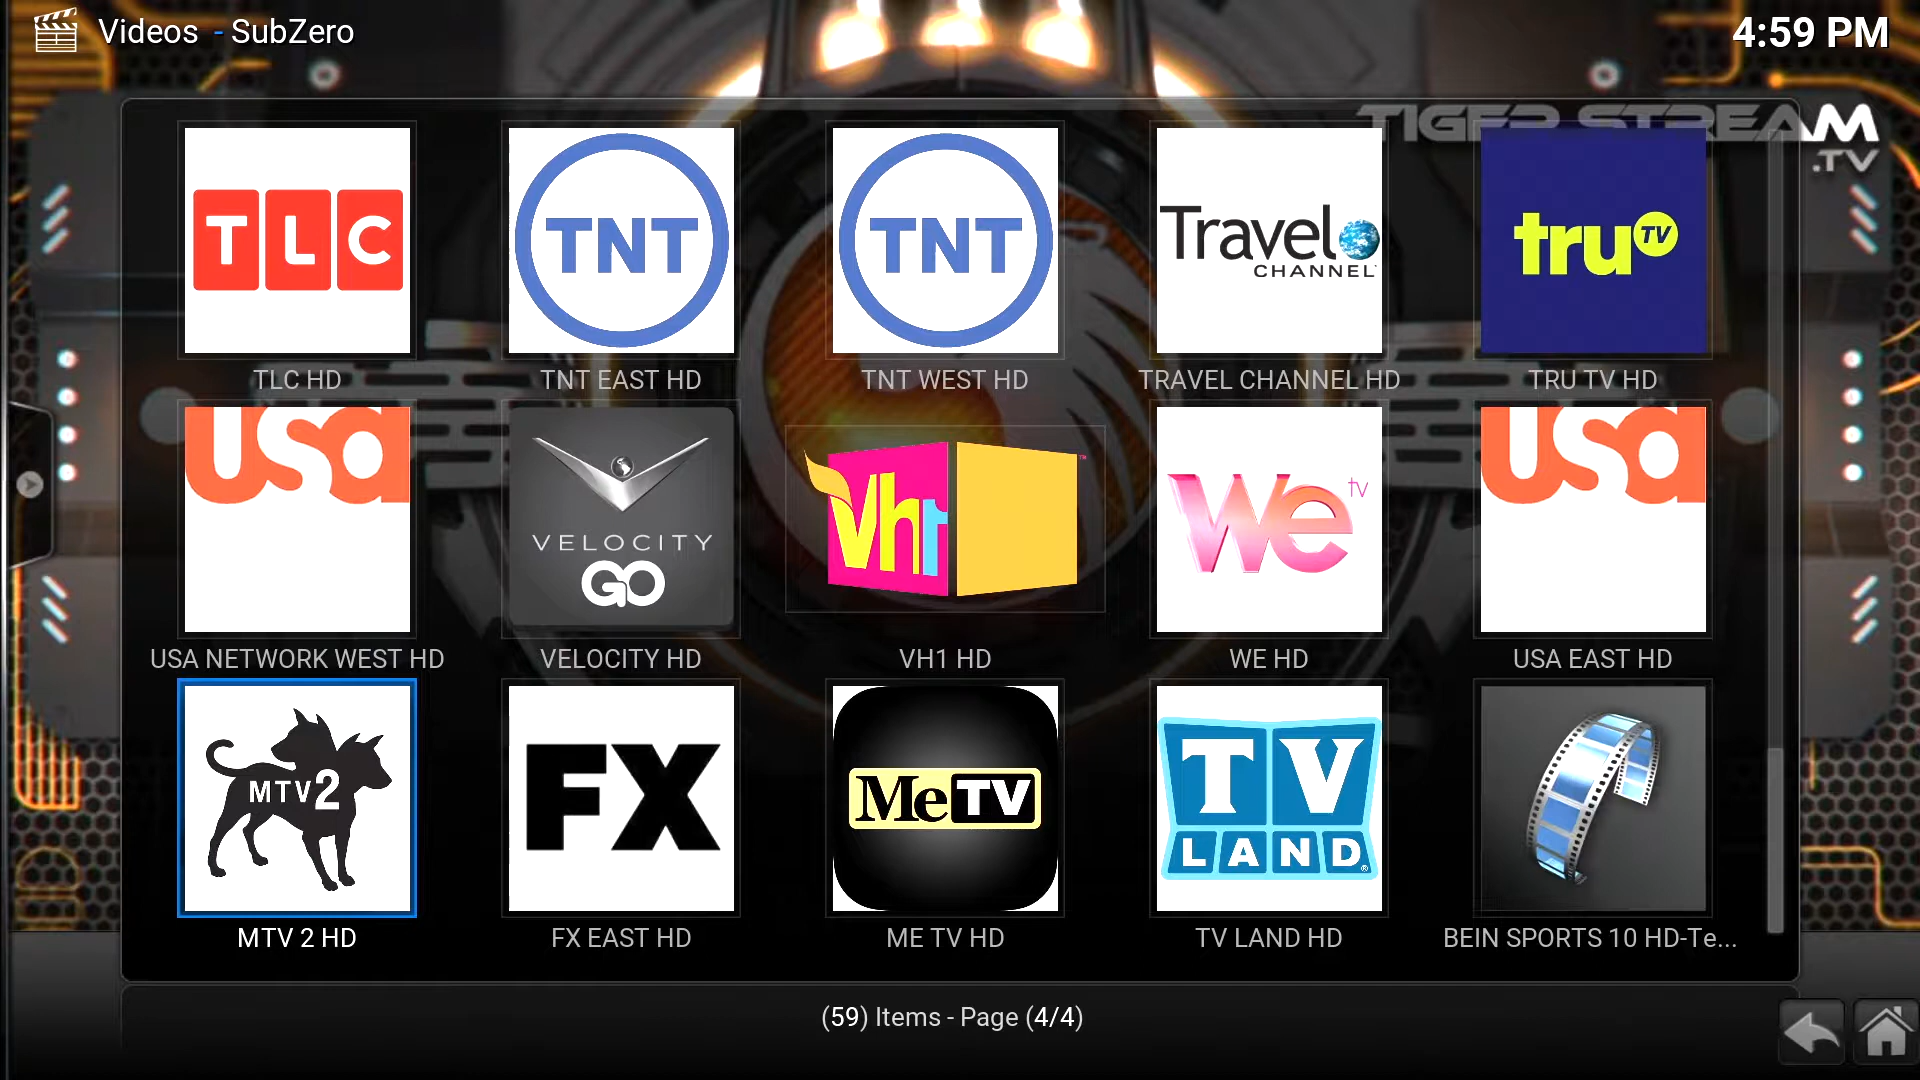 Videos - SubZero
4:59 PM
TIGER STREAM
.TV
TLC
TNT
TNT
Travel
CHANNEL
tru TV
TLC HD
TNT EAST HD
TNT WEST HD
TRAVEL CHANNEL HD
TRU TV HD
usa
VELOCITY
GO
vh1
™
We tv
usa
USA NETWORK WEST HD
VELOCITY HD
VH1 HD
WE HD
USA EAST HD
MTV2
FX
MeTV
TV
LAND®
MTV 2 HD
FX EAST HD
ME TV HD
TV LAND HD
BEIN SPORTS 10 HD-Te...
(59) Items - Page (4/4)